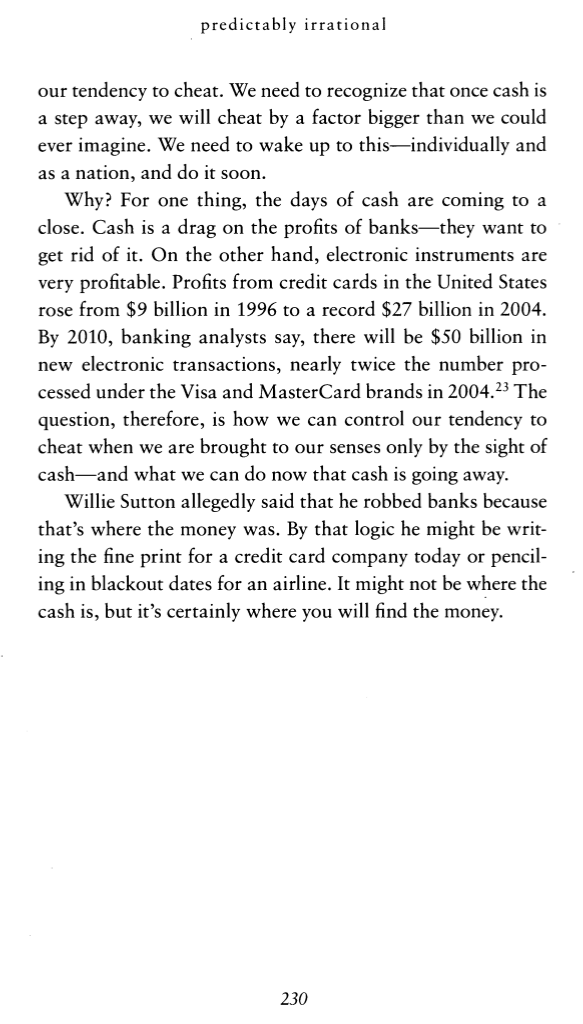 predictably irrational
our tendency to cheat. We need to recognize that once cash is
a step away, we will cheat by a factor bigger than we could
ever imagine. We need to wake up to this—individually and
as a nation, and do it soon.
Why? For one thing, the days of cash are coming to a
close. Cash is a drag on the profits of banks—they want to
get rid of it. On the other hand, electronic instruments are
very profitable. Profits from credit cards in the United States
rose from $9 billion in 1996 to a record $27 billion in 2004.
By 2010, banking analysts say, there will be $50 billion in
new electronic transactions, nearly twice the number pro-
cessed under the Visa and MasterCard brands in 2004.23 The
question, therefore, is how we can control our tendency to
cheat when we are brought to our senses only by the sight of
cash—and what we can do now that cash is going away.
Willie Sutton allegedly said that he robbed banks because
that's where the money was. By that logic he might be writ-
ing the fine print for a credit card company today or pencil-
ing in blackout dates for an airline. It might not be where the
cash is, but it's certainly where you will find the money.
230